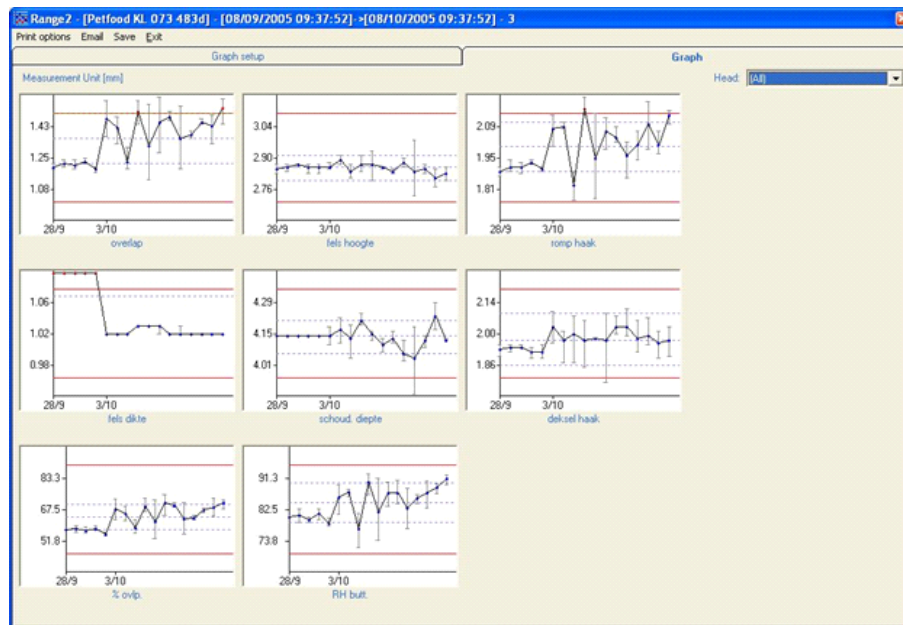 Range2 - [Petfood KL 073 483d] - [08/09/2005 09:37:52]->[08/10/2005 09:37:52] - 3
Print options Email Save Exit
Graph setup Graph
Measurement Unit [mm] Head: (All)
1.43 3.04 2.09
1.25 2.90 1.95
1.08 2.76 1.81
28/9 3/10 28/9 3/10 28/9 3/10
overlap fels hoogte romp haak
1.06 4.29 2.14
1.02 4.15 2.00
0.98 4.01 1.86
28/9 3/10 28/9 3/10 28/9 3/10
fels dikte schoud. diepte deksel haak
83.3 91.3
67.5 82.5
51.8 73.8
28/9 3/10 28/9 3/10
% ovlp. RH butt.